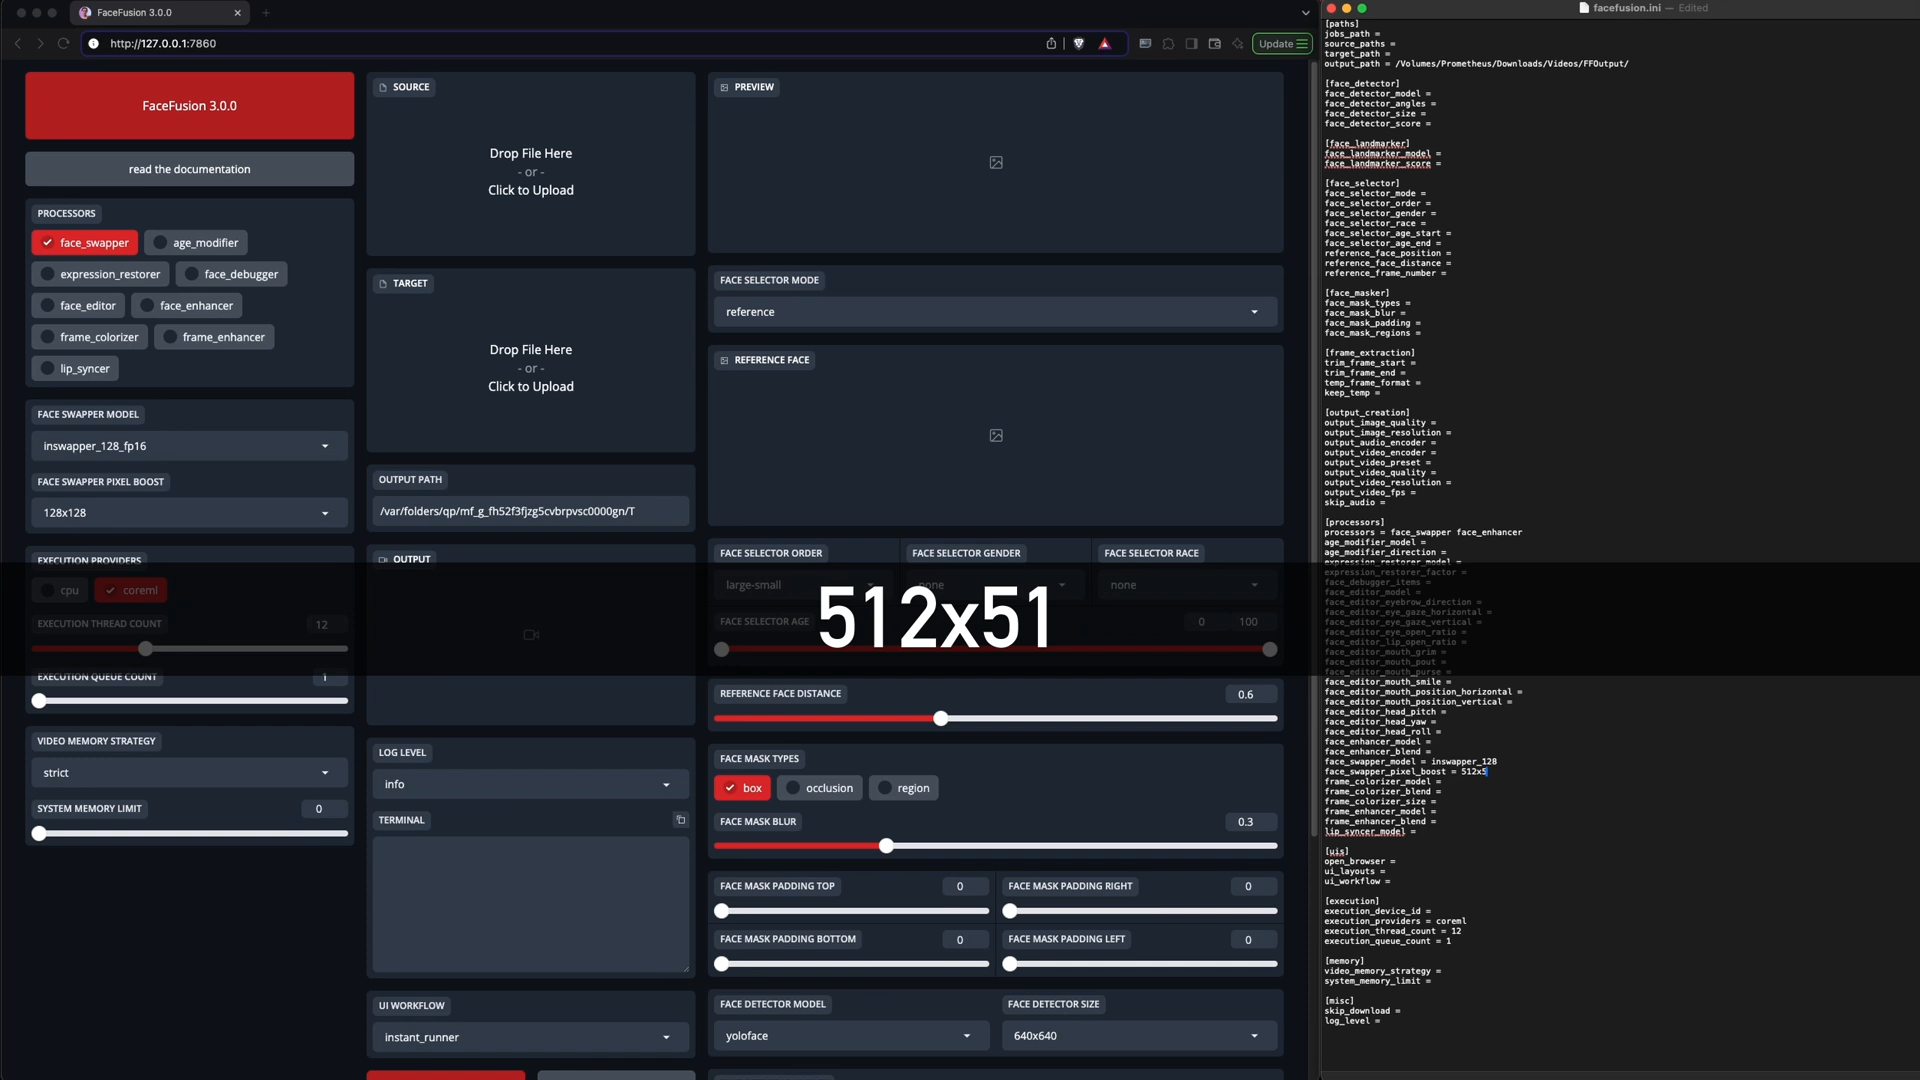 FaceFusion 3.0.0
http://127.0.0.1:7860
Update
FaceFusion 3.0.0
read the documentation
PROCESSORS
face_swapper
age_modifier
expression_restorer
face_debugger
face_editor
face_enhancer
frame_colorizer
frame_enhancer
lip_syncer
FACE SWAPPER MODEL
inswapper_128_fp16
FACE SWAPPER PIXEL BOOST
128x128
EXECUTION PROVIDERS
cpu
coreml
EXECUTION THREAD COUNT
12
EXECUTION QUEUE COUNT
1
VIDEO MEMORY STRATEGY
strict
SYSTEM MEMORY LIMIT
0
SOURCE
Drop File Here
- or -
Click to Upload
TARGET
Drop File Here
- or -
Click to Upload
OUTPUT PATH
/var/folders/qp/mf_g_fh52f3fjzg5cvbrpvsc0000gn/T
OUTPUT
LOG LEVEL
info
TERMINAL
UI WORKFLOW
instant_runner
PREVIEW
FACE SELECTOR MODE
reference
REFERENCE FACE
FACE SELECTOR ORDER
FACE SELECTOR GENDER
FACE SELECTOR RACE
large-small
none
none
512x51
FACE SELECTOR AGE
0
100
REFERENCE FACE DISTANCE
0.6
FACE MASK TYPES
box
occlusion
region
FACE MASK BLUR
0.3
FACE MASK PADDING TOP
0
FACE MASK PADDING RIGHT
0
FACE MASK PADDING BOTTOM
0
FACE MASK PADDING LEFT
0
FACE DETECTOR MODEL
FACE DETECTOR SIZE
yoloface
640x640
facefusion.ini — Edited
[paths]
jobs_path =
source_paths =
target_path =
output_path = /Volumes/Prometheus/Downloads/Videos/FFOutput/
[face_detector]
face_detector_model =
face_detector_angles =
face_detector_size =
face_detector_score =
[face_landmarker]
face_landmarker_model =
face_landmarker_score =
[face_selector]
face_selector_mode =
face_selector_order =
face_selector_gender =
face_selector_race =
face_selector_age_start =
face_selector_age_end =
reference_face_position =
reference_face_distance =
reference_frame_number =
[face_masker]
face_mask_types =
face_mask_blur =
face_mask_padding =
face_mask_regions =
[frame_extraction]
trim_frame_start =
trim_frame_end =
temp_frame_format =
keep_temp =
[output_creation]
output_image_quality =
output_image_resolution =
output_audio_encoder =
output_video_encoder =
output_video_preset =
output_video_quality =
output_video_resolution =
output_video_fps =
skip_audio =
[processors]
processors = face_swapper face_enhancer
age_modifier_model =
age_modifier_direction =
expression_restorer_model =
expression_restorer_factor =
face_debugger_items =
face_editor_model =
face_editor_eyebrow_direction =
face_editor_eye_gaze_horizontal =
face_editor_eye_gaze_vertical =
face_editor_eye_open_ratio =
face_editor_lip_open_ratio =
face_editor_mouth_grim =
face_editor_mouth_pout =
face_editor_mouth_purse =
face_editor_mouth_smile =
face_editor_mouth_position_horizontal =
face_editor_mouth_position_vertical =
face_editor_head_pitch =
face_editor_head_yaw =
face_editor_head_roll =
face_enhancer_model =
face_enhancer_blend =
face_swapper_model = inswapper_128
face_swapper_pixel_boost = 512x5
frame_colorizer_model =
frame_colorizer_blend =
frame_colorizer_size =
frame_enhancer_model =
frame_enhancer_blend =
lip_syncer_model =
[uis]
open_browser =
ui_layouts =
ui_workflow =
[execution]
execution_device_id =
execution_providers = coreml
execution_thread_count = 12
execution_queue_count = 1
[memory]
video_memory_strategy =
system_memory_limit =
[misc]
skip_download =
log_level =